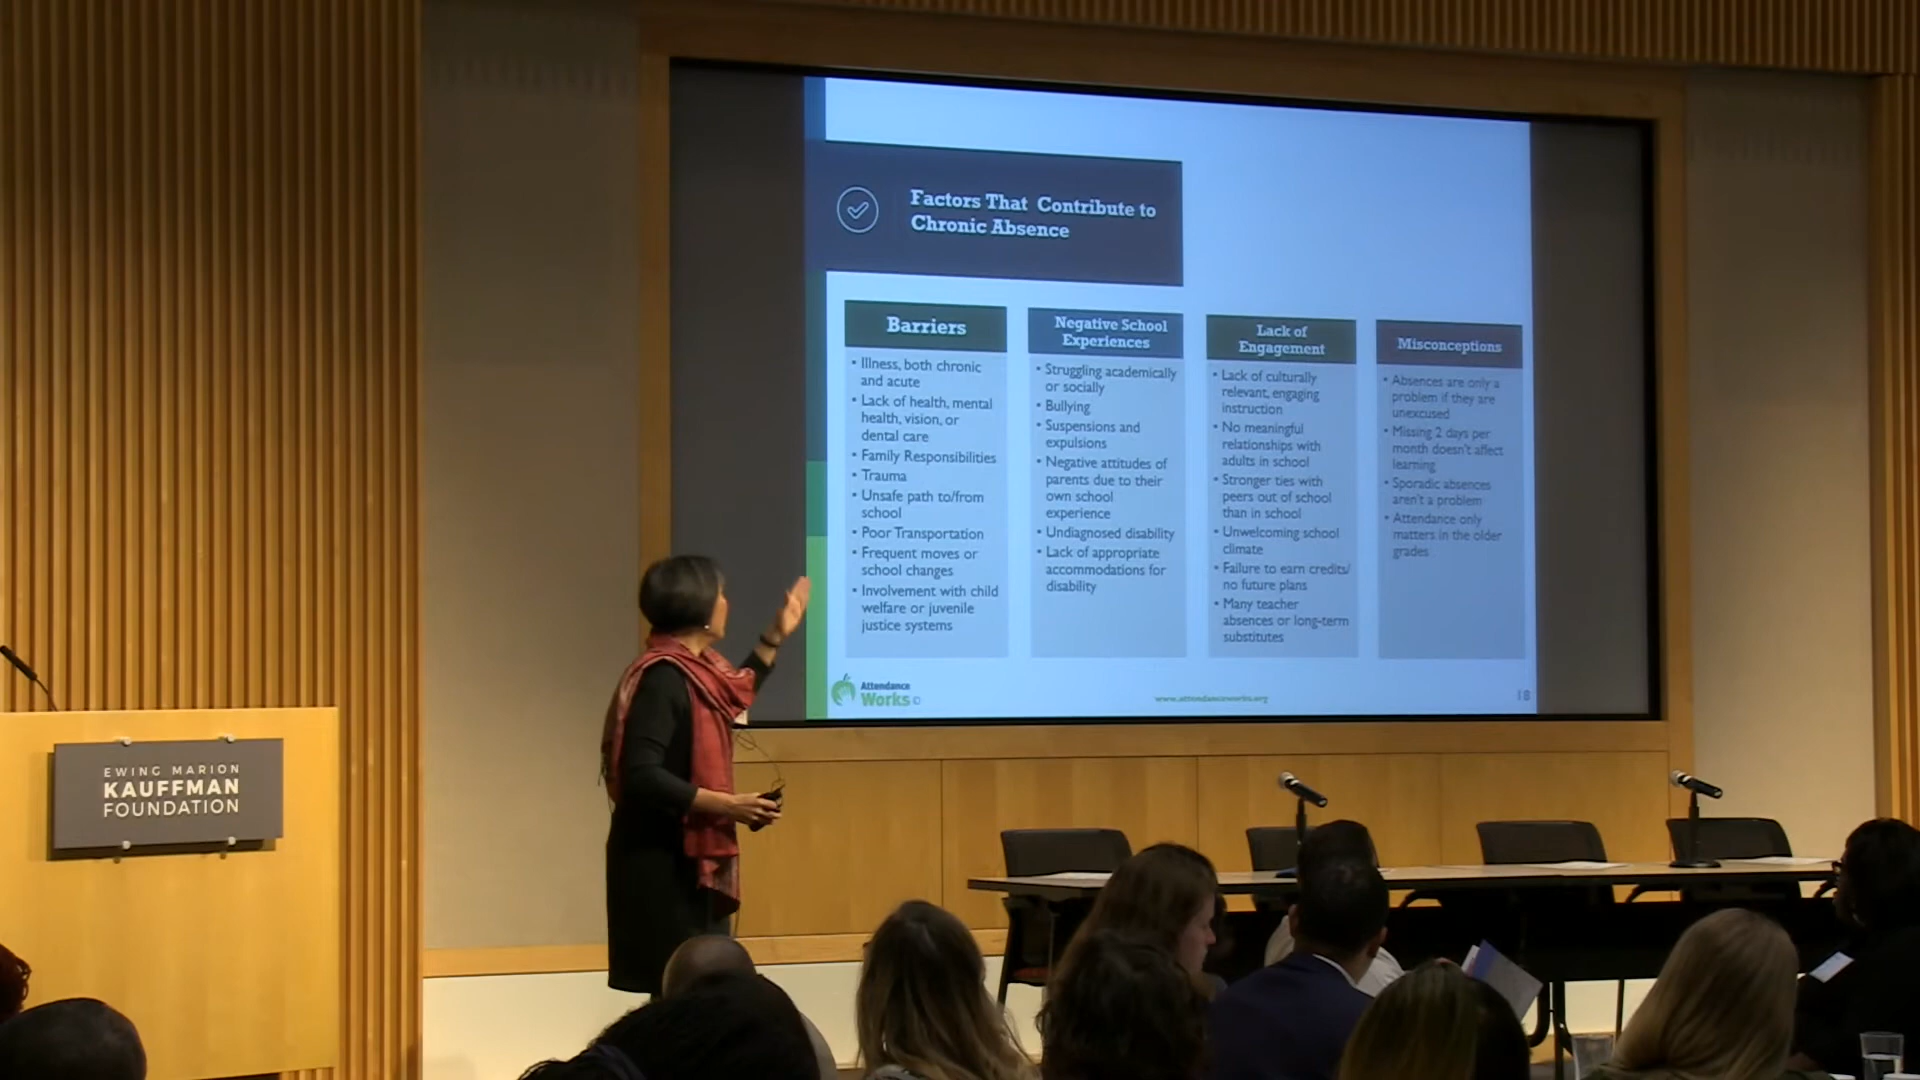 Factors That Contribute to
Chronic Absence
Barriers
• Illness, both chronic
and acute
• Lack of health, mental
health, vision, or
dental care
• Family Responsibilities
• Trauma
• Unsafe path to/from
school
• Poor Transportation
• Frequent moves or
school changes
• Involvement with child
welfare or juvenile
justice systems
Negative School
Experiences
• Struggling academically
or socially
• Bullying
• Suspensions and
expulsions
• Negative attitudes of
parents due to their
own school
experience
• Undiagnosed disability
• Lack of appropriate
accommodations for
disability
Lack of
Engagement
• Lack of culturally
relevant, engaging
instruction
• No meaningful
relationships with
adults in school
• Stronger ties with
peers out of school
than in school
• Unwelcoming school
climate
• Failure to earn credits/
no future plans
• Many teacher
absences or long-term
substitutes
Misconceptions
• Absences are only a
problem if they are
unexcused
• Missing 2 days per
month doesn't affect
learning
• Sporadic absences
aren't a problem
• Attendance only
matters in the older
grades
Attendance
Works ©
www.attendanceworks.org
18
EWING MARION
KAUFFMAN
FOUNDATION